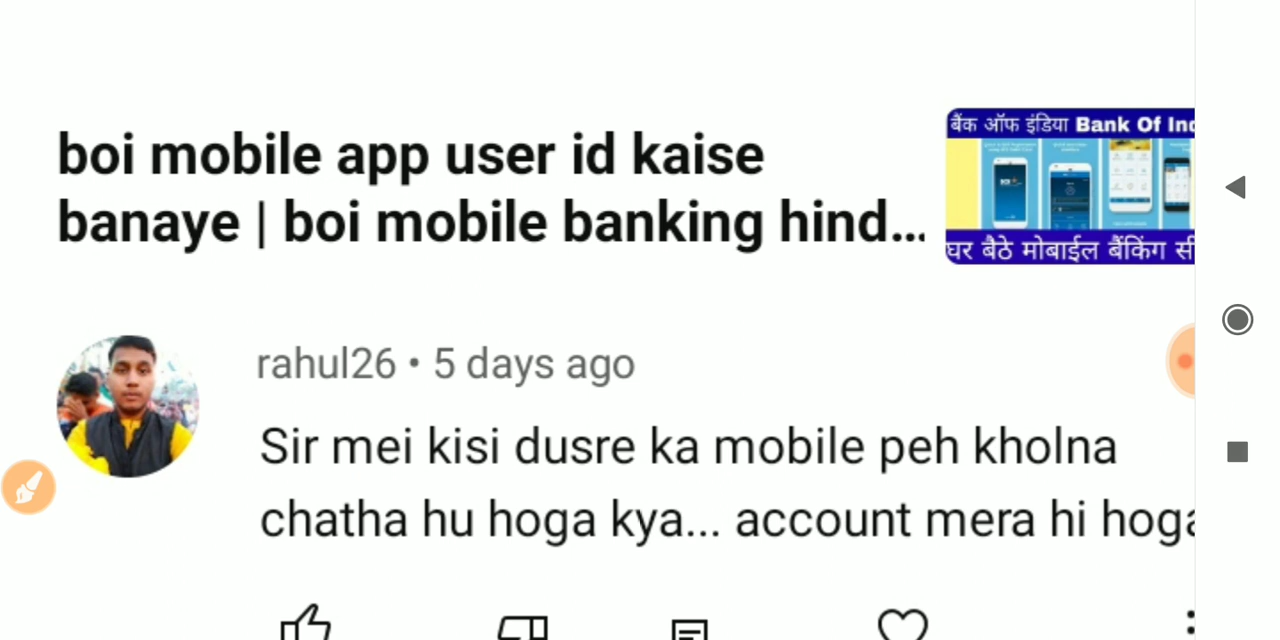 boi mobile app user id kaise
banaye | boi mobile banking hind...
बैंक ऑफ इंडिया Bank Of Ind
घर बैठे मोबाईल बैंकिंग सी
rahul26 • 5 days ago
Sir mei kisi dusre ka mobile peh kholna
chatha hu hoga kya... account mera hi hoga